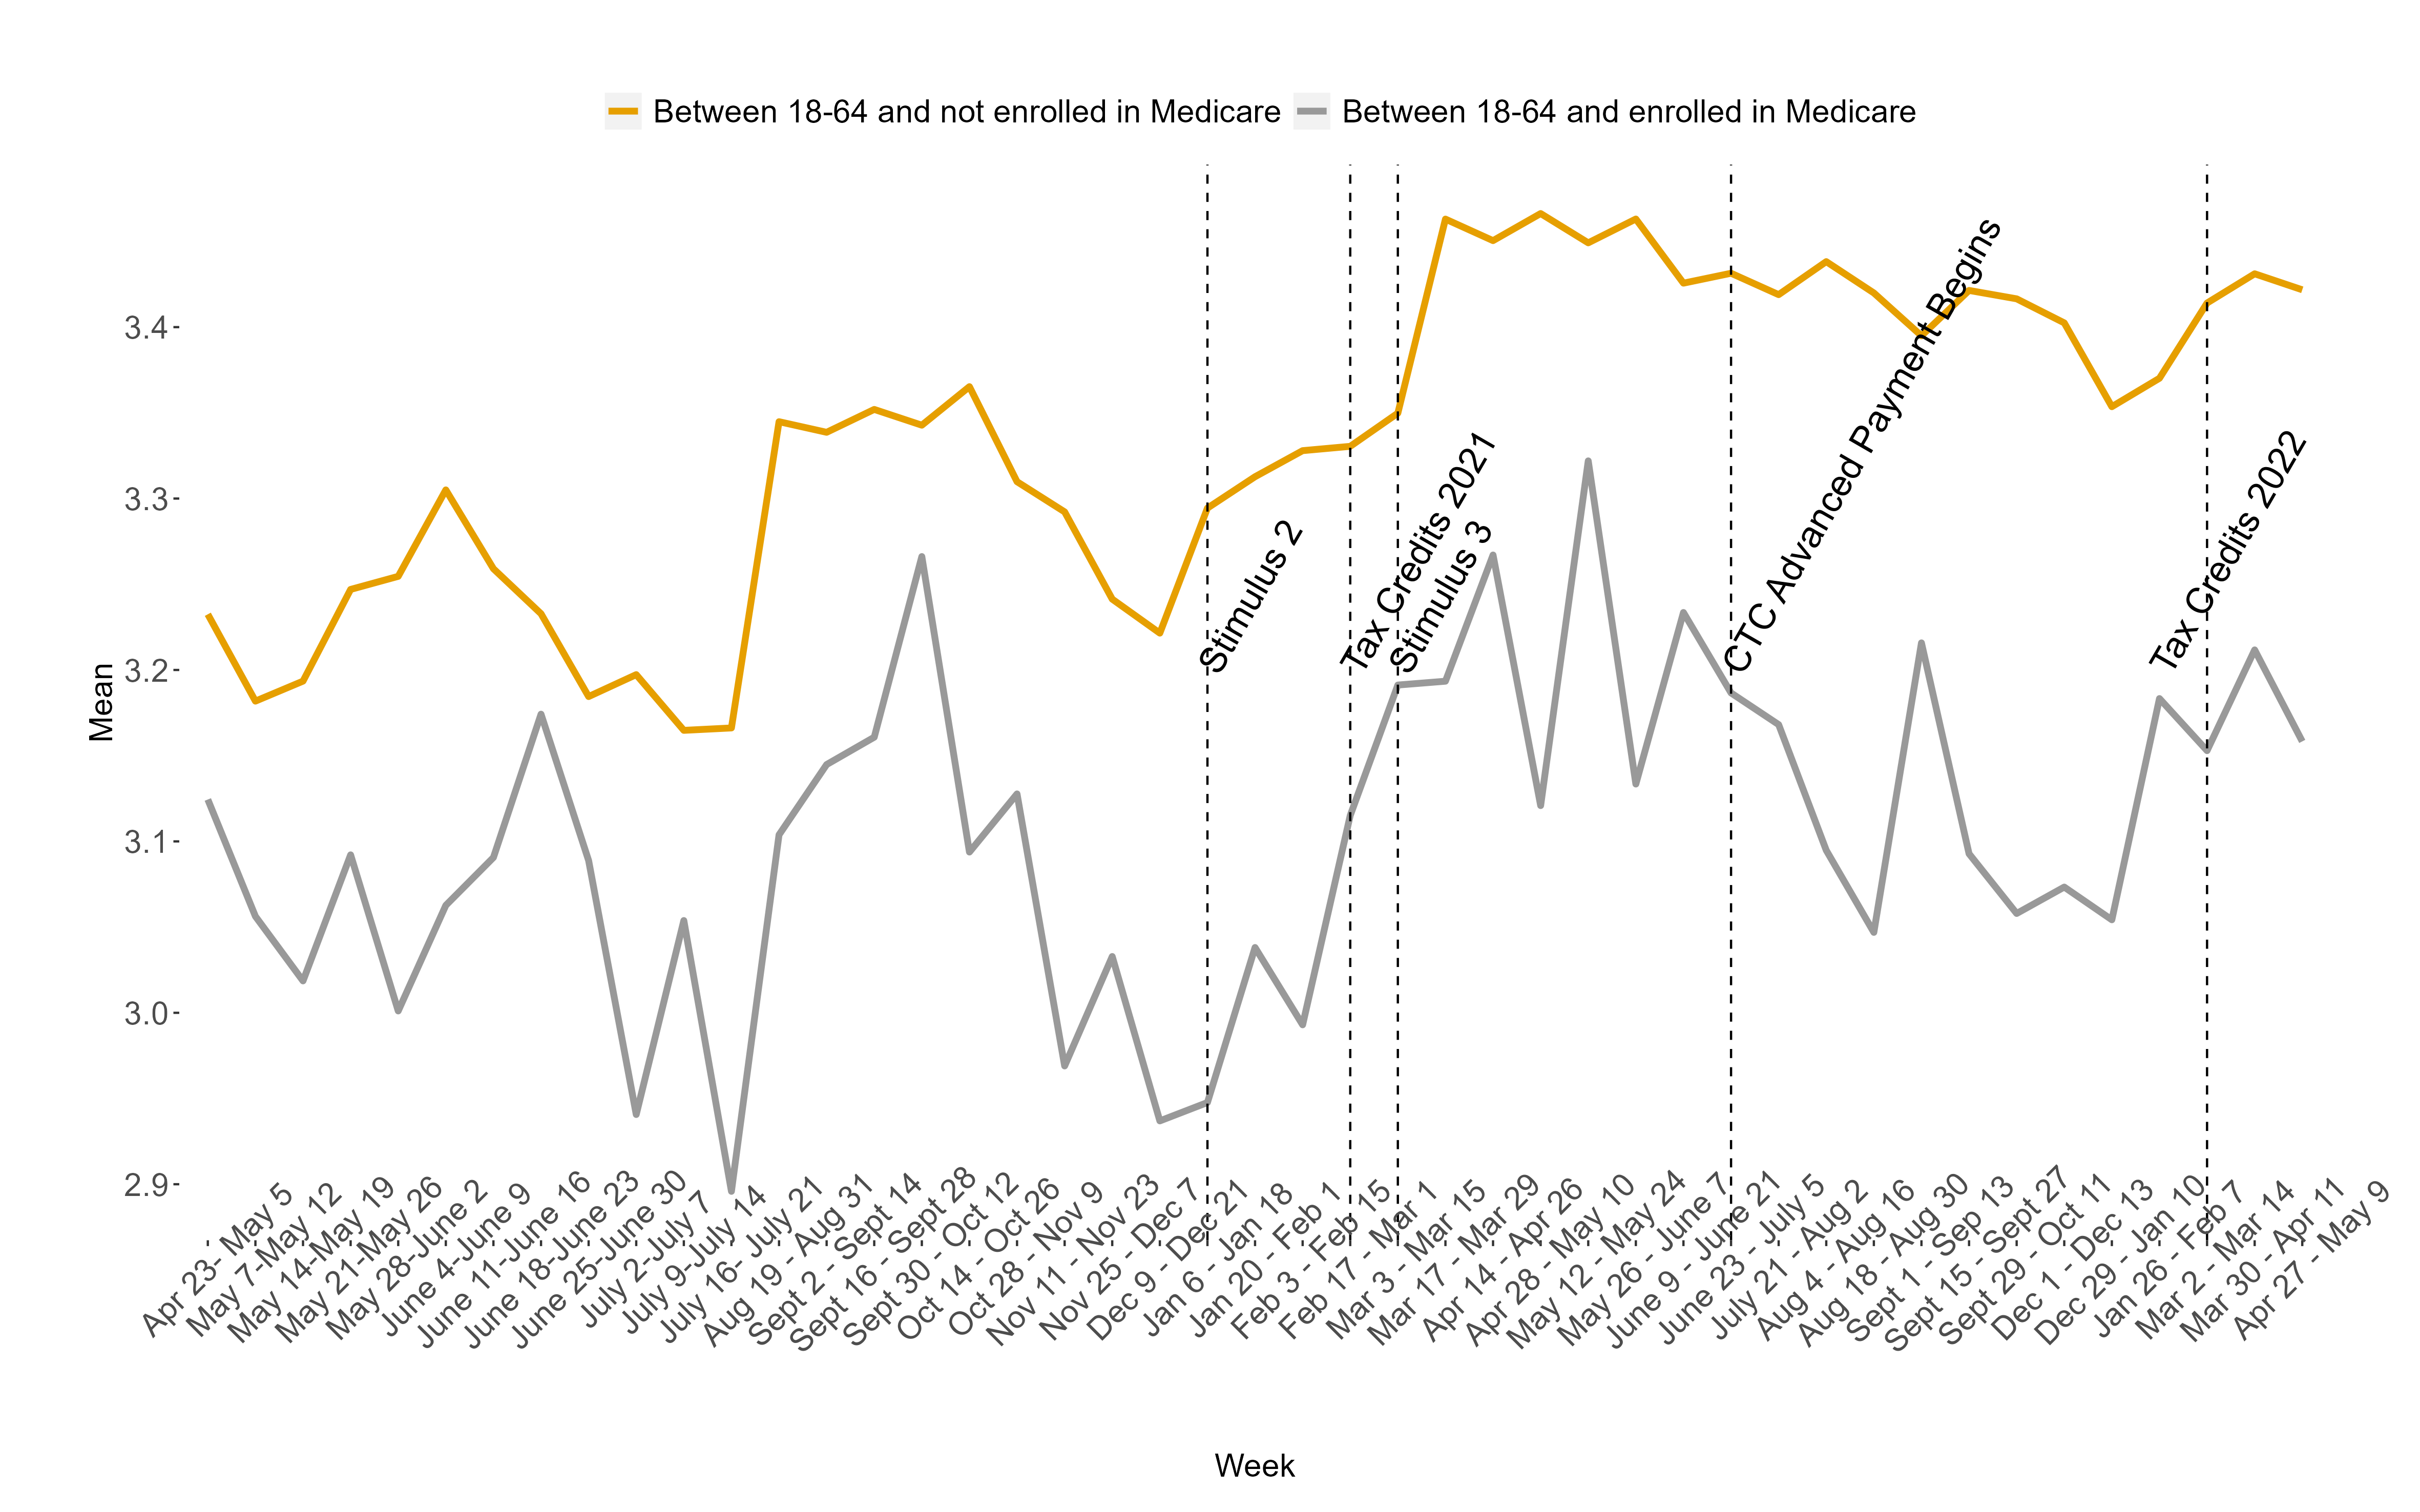 Between 18-64 and not enrolled in Medicare
Between 18-64 and enrolled in Medicare
Mean
3.4
3.3
3.2
3.1
3.0
2.9
Stimulus 2
Tax Credits 2021
Stimulus 3
CTC Advanced Payment Begins
Tax Credits 2022
Apr 23- May 5
May 7-May 12
May 14-May 19
May 21-May 26
May 28-June 2
June 4-June 9
June 11-June 16
June 18-June 23
June 25-June 30
July 2-July 7
July 9-July 14
July 16- July 21
Aug 19 - Aug 31
Sept 2 - Sept 14
Sept 16 - Sept 28
Sept 30 - Oct 12
Oct 14 - Oct 26
Oct 28 - Nov 9
Nov 11 - Nov 23
Nov 25 - Dec 7
Dec 9 - Dec 21
Jan 6 - Jan 18
Jan 20 - Feb 1
Feb 3 - Feb 15
Feb 17 - Mar 1
Mar 3 - Mar 15
Mar 17 - Mar 29
Apr 14 - Apr 26
Apr 28 - May 10
May 12 - May 24
May 26 - June 7
June 9 - June 21
June 23 - July 5
July 21 - Aug 2
Aug 4 - Aug 16
Aug 18 - Aug 30
Sept 1 - Sep 13
Sept 15 - Sept 27
Sept 29 - Oct 11
Dec 1 - Dec 13
Dec 29 - Jan 10
Jan 26 - Feb 7
Mar 2 - Mar 14
Mar 30 - Apr 11
Apr 27 - May 9
Week